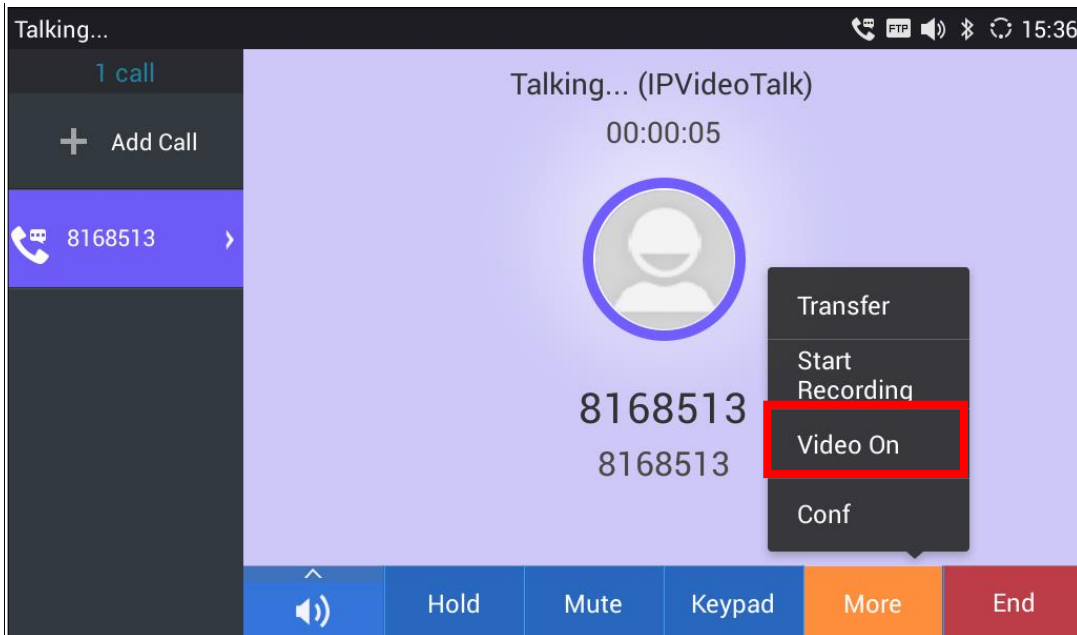 Talking...
FTP
15:36
1 call
Add Call
8168513
Talking... (IPVideoTalk)
00:00:05
8168513
8168513
Transfer
Start
Recording
Video On
Conf
Hold
Mute
Keypad
More
End